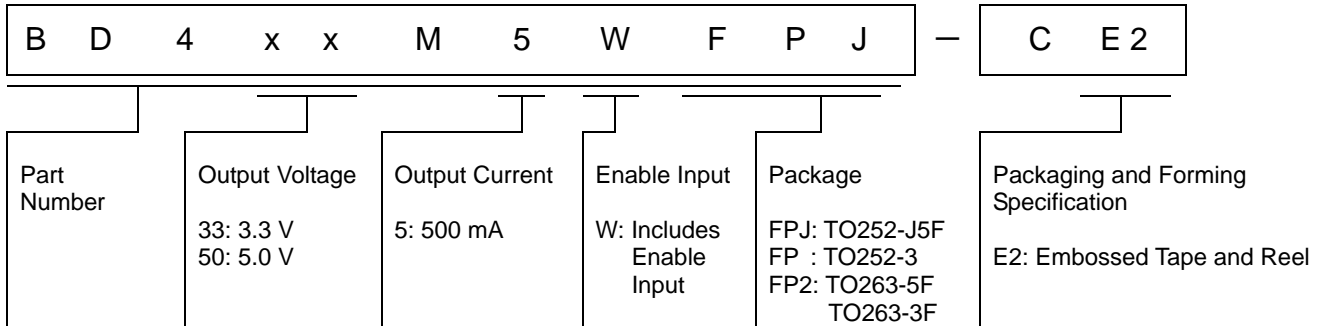 B D 4 x x M 5 W F P J – C E 2
Part
Number
Output Voltage
33: 3.3 V
50: 5.0 V
Output Current
5: 500 mA
Enable Input
W: Includes
Enable
Input
Package
FPJ: TO252-J5F
FP : TO252-3
FP2: TO263-5F
TO263-3F
Packaging and Forming
Specification
E2: Embossed Tape and Reel